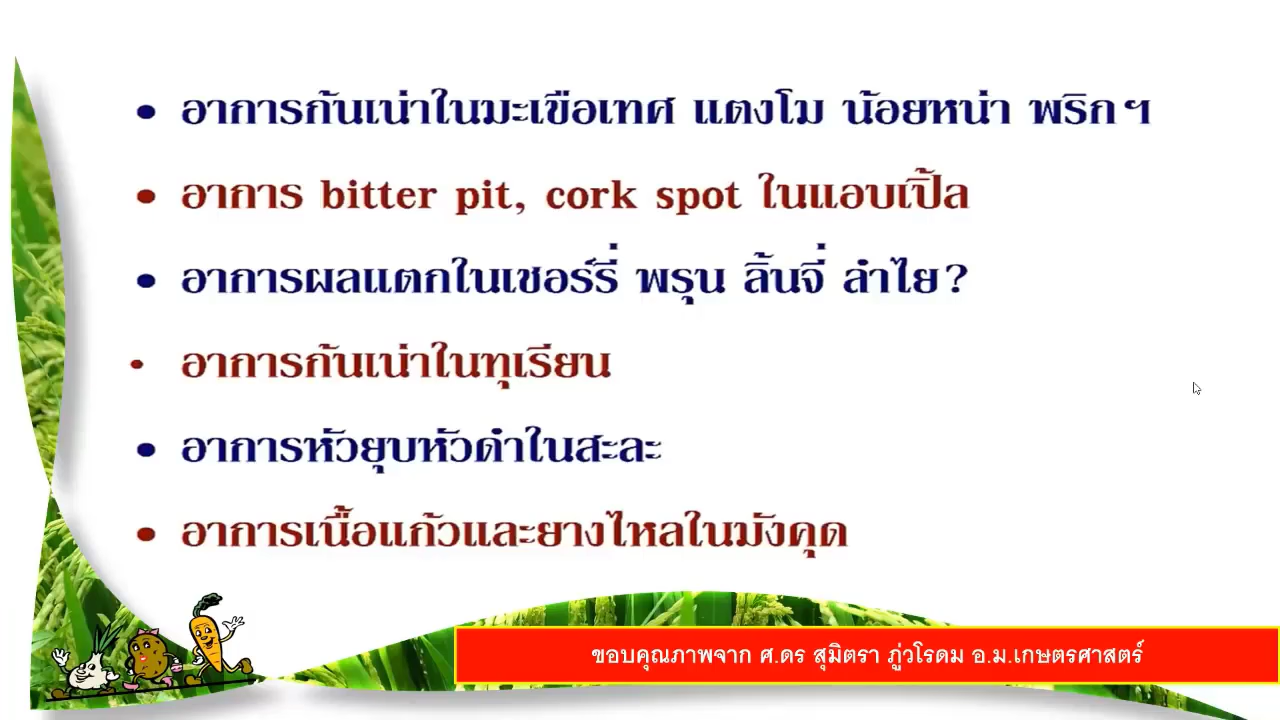 • อาการก้นเน่าในมะเขือเทศ แตงโม น้อยหน่า พริกฯ
• อาการ bitter pit, cork spot ในแอบเปิ้ล
• อาการผลแตกในเชอร์รี่ พรุน ลิ้นจี่ ลำไย?
• อาการก้นเน่าในทุเรียน
• อาการหัวยุบหัวดำในสะละ
• อาการเนื้อแก้วและยางไหลในมังคุด
ขอบคุณภาพจาก ศ.ดร สุมิตรา ภู่วโรดม อ.ม.เกษตรศาสตร์